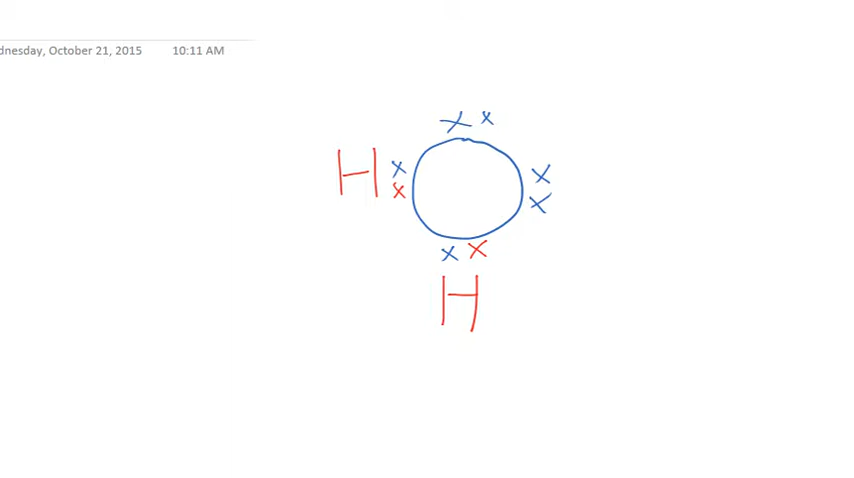 dnesday, October 21, 2015 10:11 AM
x x
H x x
x x
x x
H